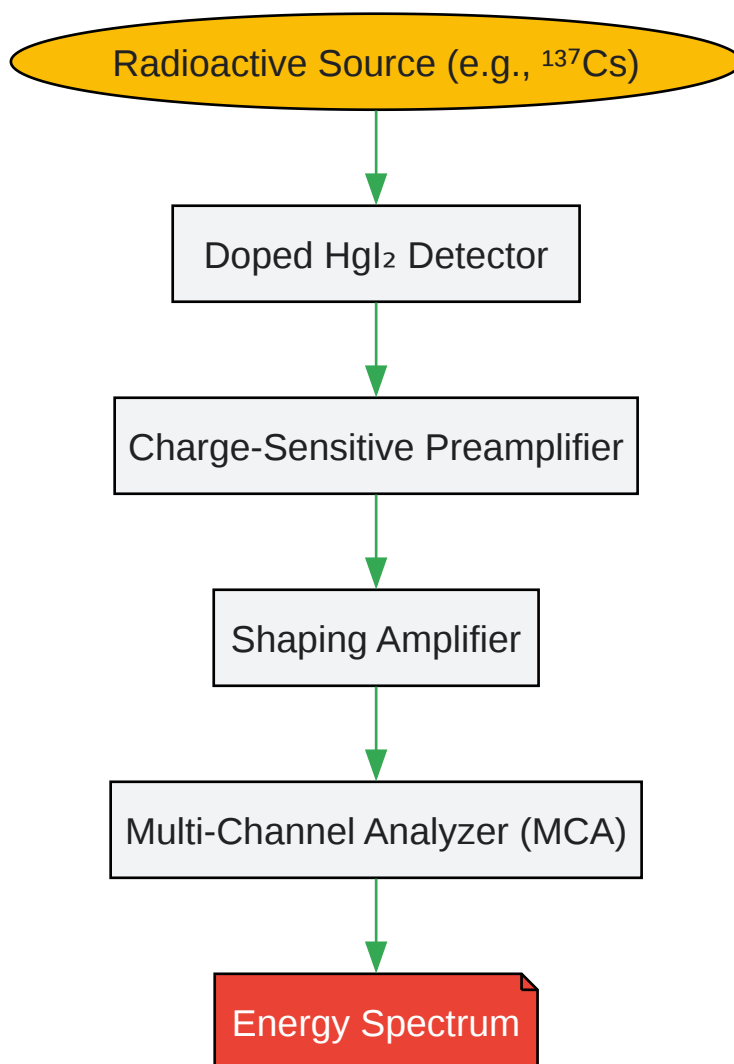 Radioactive Source (e.g., ¹³⁷Cs)
Doped HgI₂ Detector
Charge-Sensitive Preamplifier
Shaping Amplifier
Multi-Channel Analyzer (MCA)
Energy Spectrum